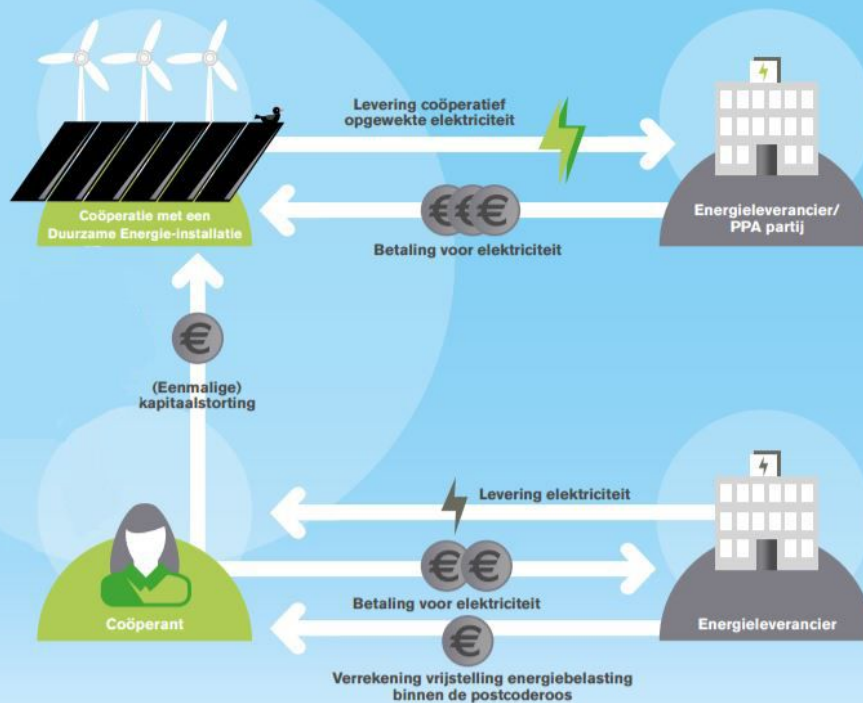 Levering coöperatief
opgewekte elektriciteit
Coöperatie met een
Duurzame Energie-installatie
€€€
Betaling voor elektriciteit
Energieleverancier/
PPA partij
€
(Eenmalige)
kapitaalstorting
Levering elektriciteit
€€
Betaling voor elektriciteit
Coöperant
Energieleverancier
€
Verrekening vrijstelling energiebelasting
binnen de postcoderoos